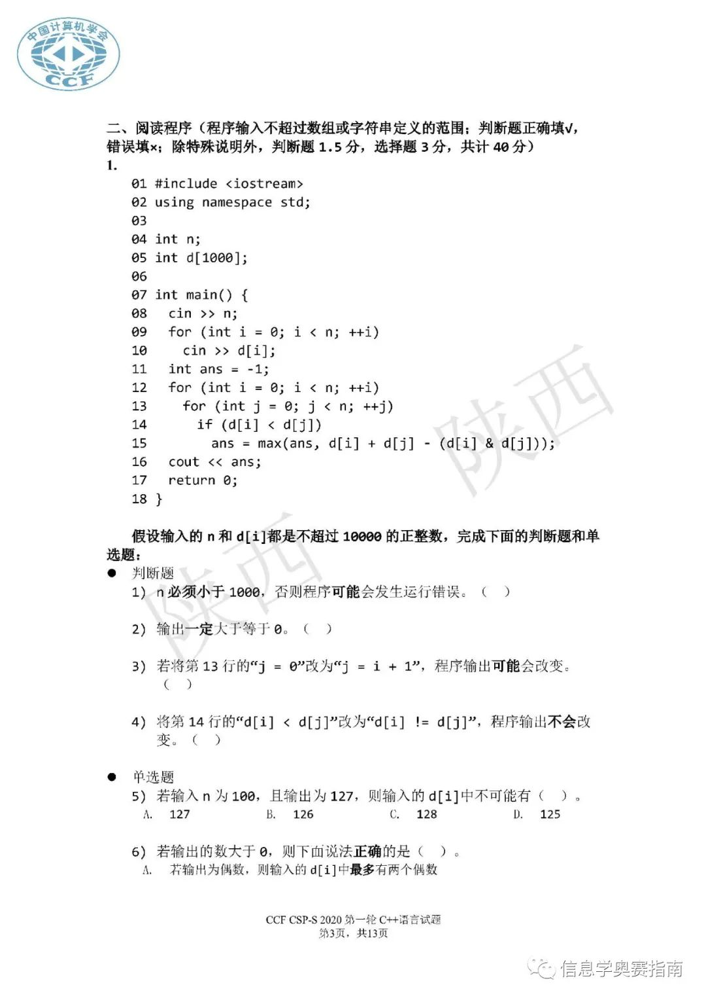 中国计算机学会
CCF
二、阅读程序（程序输入不超过数组或字符串定义的范围；判断题正确填√，
错误填×；除特殊说明外，判断题 1.5 分，选择题 3 分，共计 40 分）
1.
01 #include <iostream>
02 using namespace std;
03
04 int n;
05 int d[1000];
06
07 int main() {
08   cin >> n;
09   for (int i = 0; i < n; ++i)
10     cin >> d[i];
11   int ans = -1;
12   for (int i = 0; i < n; ++i)
13     for (int j = 0; j < n; ++j)
14       if (d[i] < d[j])
15         ans = max(ans, d[i] + d[j] - (d[i] & d[j]));
16   cout << ans;
17   return 0;
18 }
假设输入的 n 和 d[i]都是不超过 10000 的正整数，完成下面的判断题和单
选题：
● 判断题
1) n 必须小于 1000，否则程序可能会发生运行错误。（ ）
2) 输出一定大于等于 0。（ ）
3) 若将第 13 行的“j = 0”改为“j = i + 1”，程序输出可能会改变。
（ ）
4) 将第 14 行的“d[i] < d[j]”改为“d[i] != d[j]”，程序输出不会改
变。（ ）
● 单选题
5) 若输入 n 为 100，且输出为 127，则输入的 d[i]中不可能有（ ）。
A. 127 B. 126 C. 128 D. 125
6) 若输出的数大于 0，则下面说法正确的是（ ）。
A. 若输出为偶数，则输入的 d[i]中最多有两个偶数
陕西
陕西
CCF CSP-S 2020 第一轮 C++语言试题
第3页，共13页
信息学奥赛指南